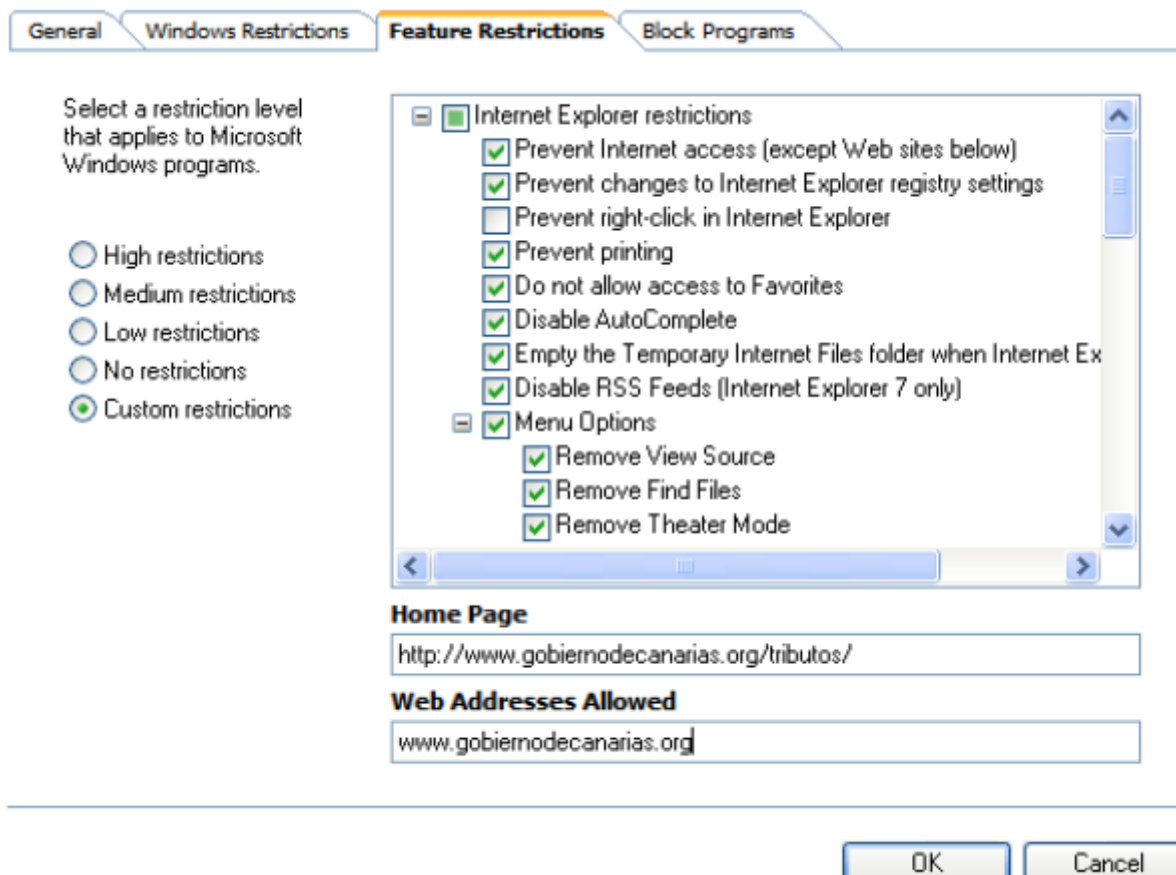 General
Windows Restrictions
Feature Restrictions
Block Programs
Select a restriction level
that applies to Microsoft
Windows programs.
High restrictions
Medium restrictions
Low restrictions
No restrictions
Custom restrictions
Internet Explorer restrictions
Prevent Internet access (except Web sites below)
Prevent changes to Internet Explorer registry settings
Prevent right-click in Internet Explorer
Prevent printing
Do not allow access to Favorites
Disable AutoComplete
Empty the Temporary Internet Files folder when Internet Ex
Disable RSS Feeds (Internet Explorer 7 only)
Menu Options
Remove View Source
Remove Find Files
Remove Theater Mode
Home Page
http://www.gobiernodecanarias.org/tributos/
Web Addresses Allowed
www.gobiernodecanarias.org
OK
Cancel